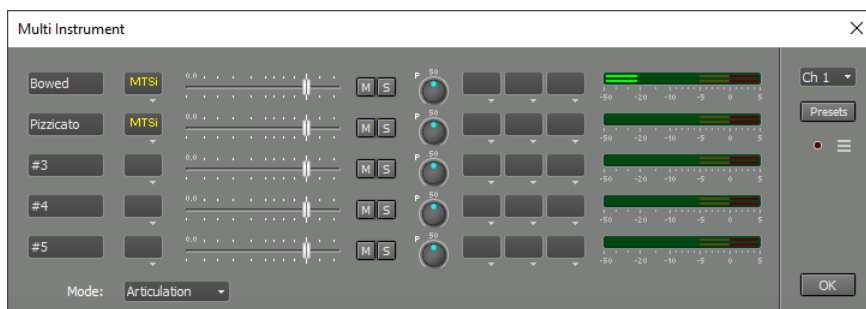 Multi Instrument
Bowed MTSi 0.0 M S P 50 -50 -20 -10 -5 0 5 Ch 1
Pizzicato MTSi 0.0 M S P 50 -50 -20 -10 -5 0 5 Presets
#3 0.0 M S P 50 -50 -20 -10 -5 0 5
#4 0.0 M S P 50 -50 -20 -10 -5 0 5
#5 0.0 M S P 50 -50 -20 -10 -5 0 5
Mode: Articulation OK